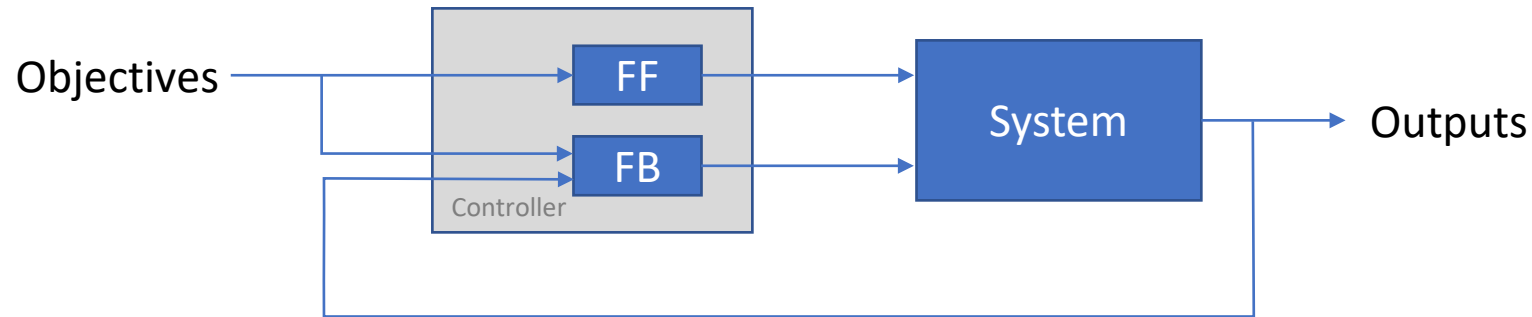 Objectives
FF
FB
Controller
System
Outputs